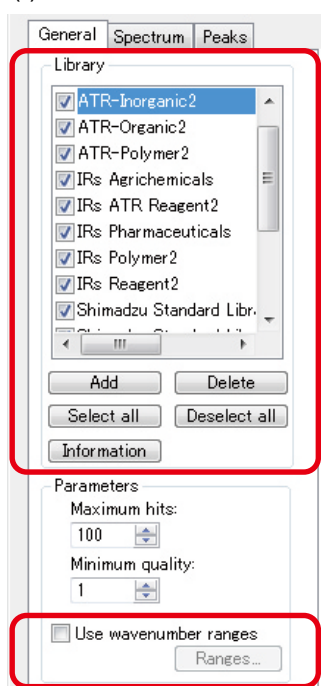 General Spectrum Peaks
Library
ATR-Inorganic2
ATR-Organic2
ATR-Polymer2
IRs Agrichemicals
IRs ATR Reagent2
IRs Pharmaceuticals
IRs Polymer2
IRs Reagent2
Shimadzu Standard Libr
Add Delete
Select all Deselect all
Information
Parameters
Maximum hits:
100
Minimum quality:
1
Use wavenumber ranges
Ranges...